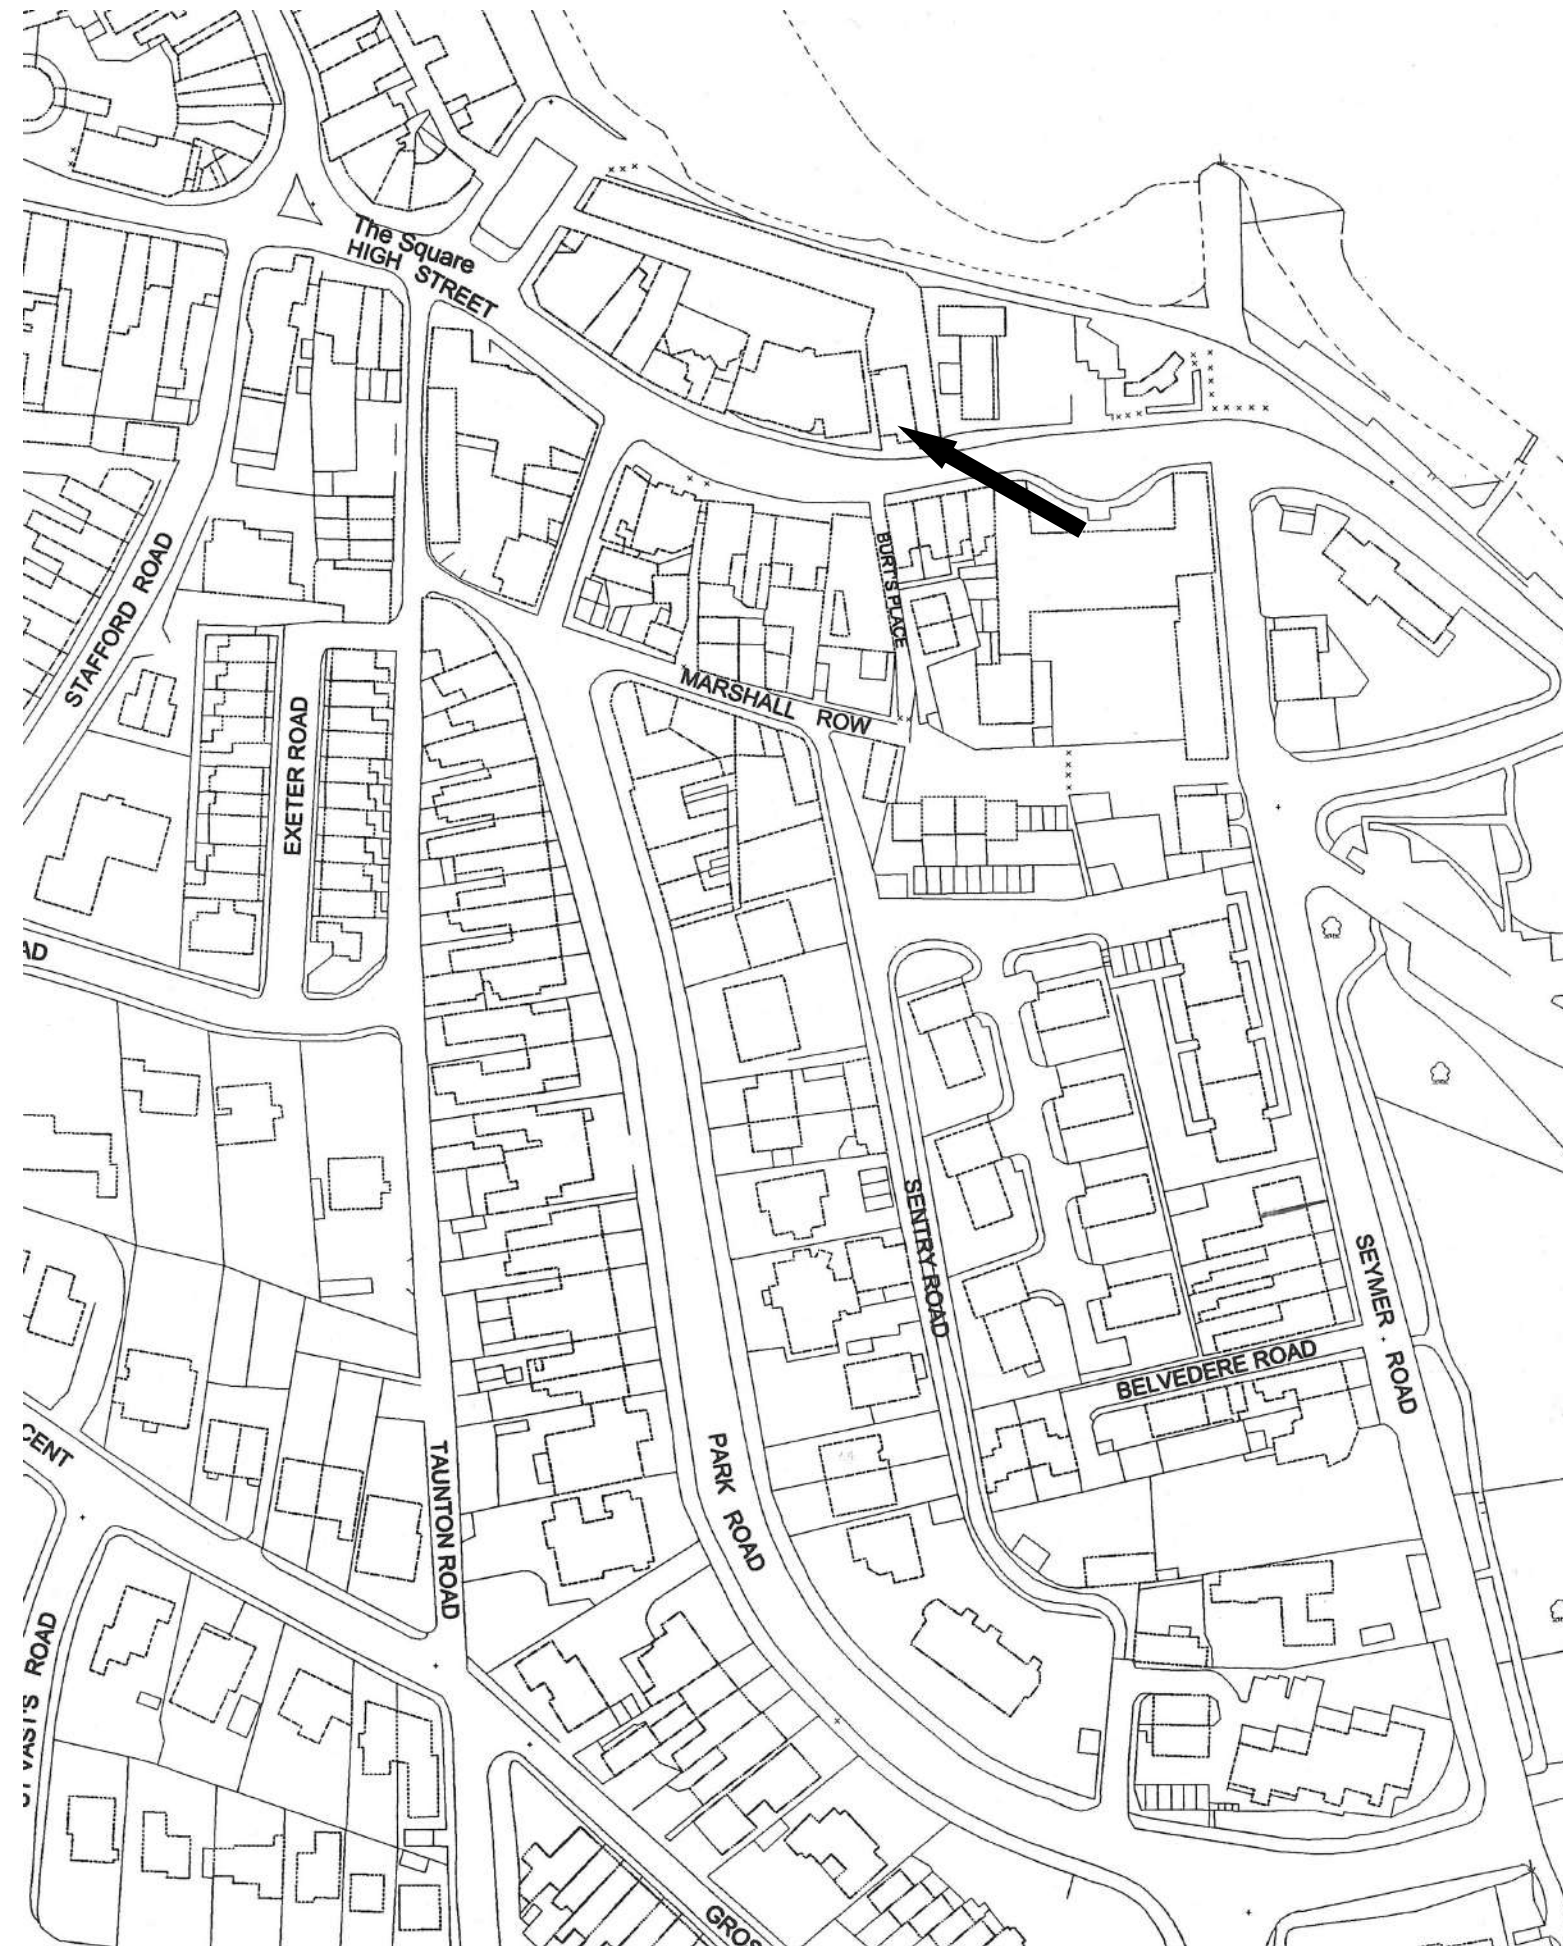 The Square
HIGH STREET
STAFFORD ROAD
BURT'S PLACE
MARSHALL ROW
EXETER ROAD
AD
SENTRY ROAD
SEYMER ROAD
BELVEDERE ROAD
CENT
TAUNTON ROAD
PARK ROAD
VAST'S ROAD
GROS